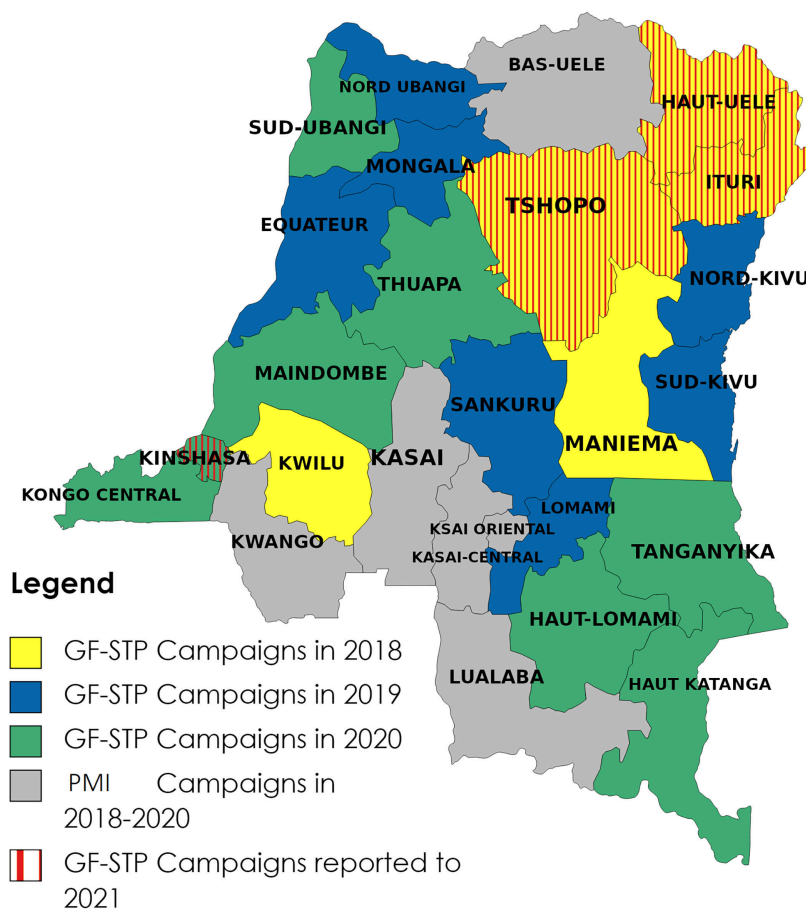 BAS-UELE
NORD UBANGI
HAUT-UELE
SUD-UBANGI
MONGALA
ITURI
TSHOPO
EQUATEUR
NORD-KIVU
THUAPA
MAINDOMBE
SUD-KIVU
SANKURU
MANIEMA
KINSHASA
KWILU
KASAI
KONGO CENTRAL
LOMAMI
KSAI ORIENTAL
KWANGO
KASAI-CENTRAL
TANGANYIKA
HAUT-LOMAMI
LUALABA
HAUT KATANGA
Legend
GF-STP Campaigns in 2018
GF-STP Campaigns in 2019
GF-STP Campaigns in 2020
PMI Campaigns in
2018-2020
GF-STP Campaigns reported to
2021